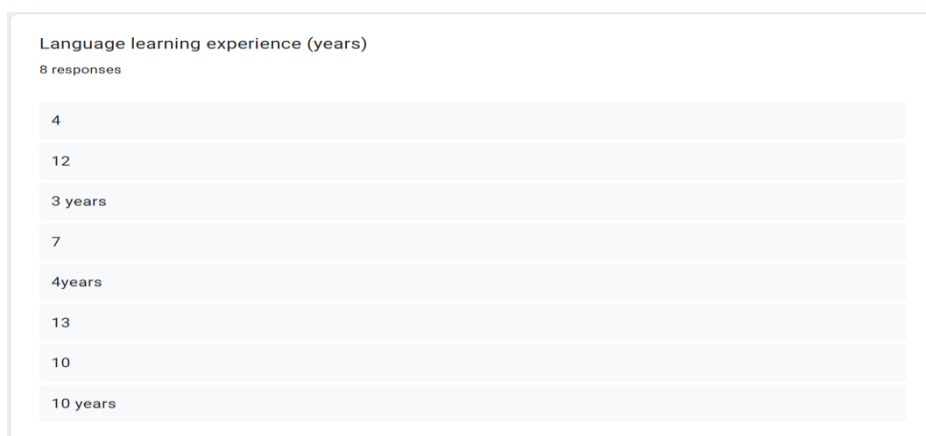 Language learning experience (years)
8 responses
4
12
3 years
7
4years
13
10
10 years